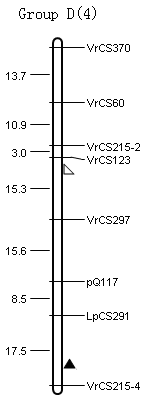 Group D(4)
VrCS370
13.7
VrCS60
10.9
VrCS215-2
3.0
VrCS123
15.3
VrCS297
15.6
pQ117
8.5
LpCS291
17.5
VrCS215-4